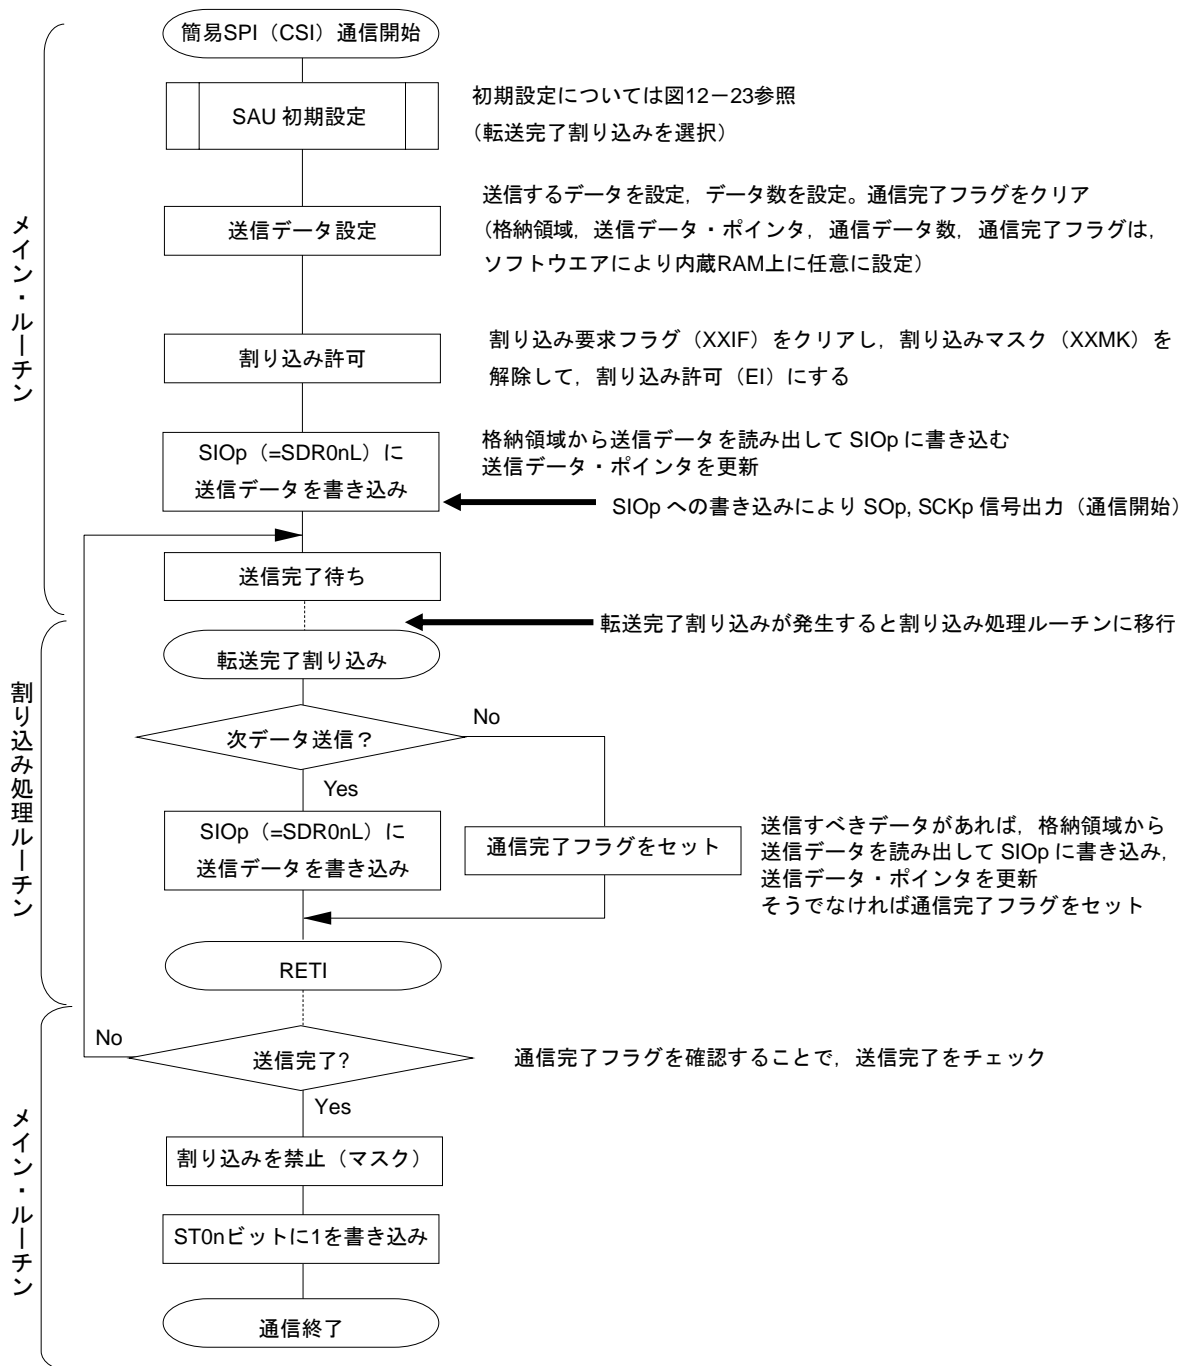 簡易SPI（CSI）通信開始
SAU 初期設定
初期設定については図12－23参照
（転送完了割り込みを選択）
送信データ設定
送信するデータを設定，データ数を設定。通信完了フラグをクリア
（格納領域，送信データ・ポインタ，通信データ数，通信完了フラグは，
ソフトウエアにより内蔵RAM上に任意に設定）
メイン・ルーチン
割り込み許可
割り込み要求フラグ（XXIF）をクリアし，割り込みマスク（XXMK）を
解除して，割り込み許可（EI）にする
SIOp（=SDR0nL）に
送信データを書き込み
格納領域から送信データを読み出して SIOp に書き込む
送信データ・ポインタを更新
SIOp への書き込みにより SOp, SCKp 信号出力（通信開始）
送信完了待ち
転送完了割り込みが発生すると割り込み処理ルーチンに移行
転送完了割り込み
割り込み処理ルーチン
次データ送信？
No
Yes
SIOp（=SDR0nL）に
送信データを書き込み
通信完了フラグをセット
送信すべきデータがあれば，格納領域から
送信データを読み出して SIOp に書き込み，
送信データ・ポインタを更新
そうでなければ通信完了フラグをセット
RETI
No
送信完了?
通信完了フラグを確認することで，送信完了をチェック
Yes
メイン・ルーチン
割り込みを禁止（マスク）
ST0nビットに1を書き込み
通信終了